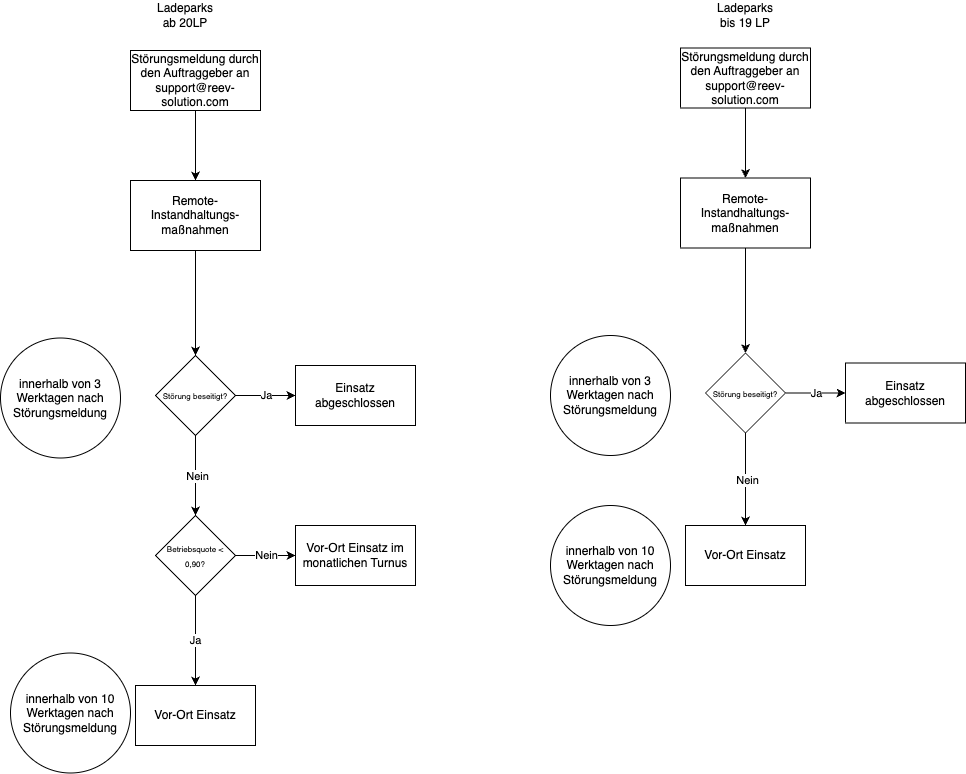 Ladeparks
ab 20LP
Störungsmeldung durch
den Auftraggeber an
support@reev-
solution.com
Remote-
Instandhaltungs-
maßnahmen
innerhalb von 3
Werktagen nach
Störungsmeldung
Störung beseitigt?
Ja
Einsatz
abgeschlossen
Nein
Betriebsquote <
0,90?
Nein
Vor-Ort Einsatz im
monatlichen Turnus
Ja
innerhalb von 10
Werktagen nach
Störungsmeldung
Vor-Ort Einsatz
Ladeparks
bis 19 LP
Störungsmeldung durch
den Auftraggeber an
support@reev-
solution.com
Remote-
Instandhaltungs-
maßnahmen
innerhalb von 3
Werktagen nach
Störungsmeldung
Störung beseitigt?
Ja
Einsatz
abgeschlossen
Nein
innerhalb von 10
Werktagen nach
Störungsmeldung
Vor-Ort Einsatz